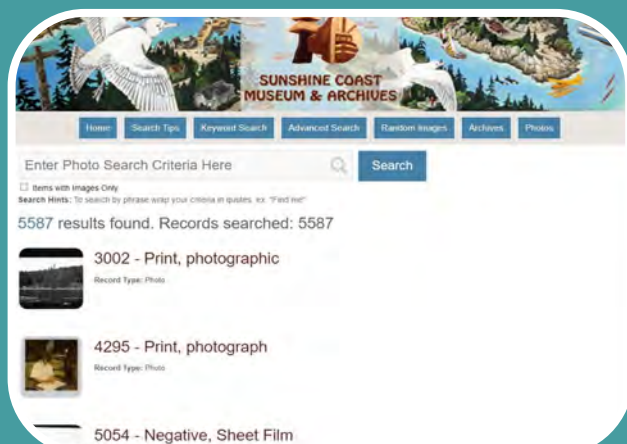 SUNSHINE COAST
MUSEUM & ARCHIVES
Home Search Tips Keyword Search Advanced Search Random Images Archives Photos
Enter Photo Search Criteria Here Search
Items with Images Only
Search Hints: To search by phrase wrap your criteria in quotes, ex. "Find me"
5587 results found. Records searched: 5587
3002 - Print, photographic
Record Type: Photo
4295 - Print, photograph
Record Type: Photo
5054 - Negative, Sheet Film